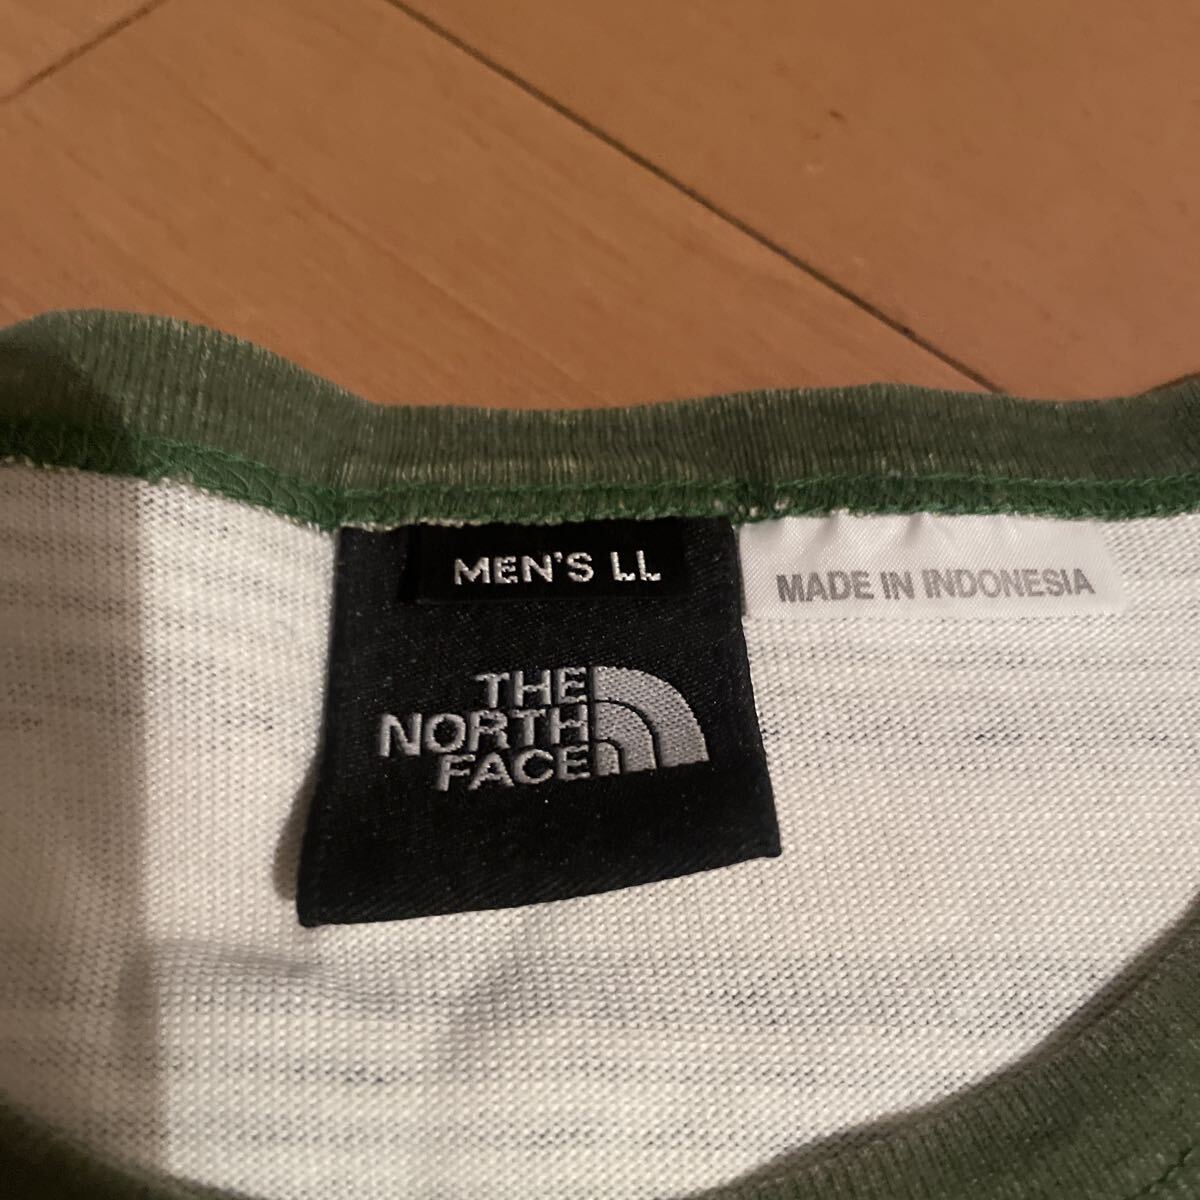 MEN'S LL
MADE IN INDONESIA
THE
NORTH
FACE